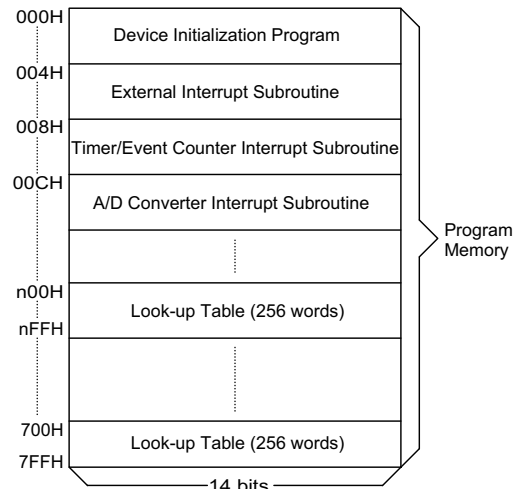 000H
Device Initialization Program
004H
External Interrupt Subroutine
008H
Timer/Event Counter Interrupt Subroutine
00CH
A/D Converter Interrupt Subroutine
Program
Memory
n00H
Look-up Table (256 words)
nFFH
700H
Look-up Table (256 words)
7FFH
14 bits